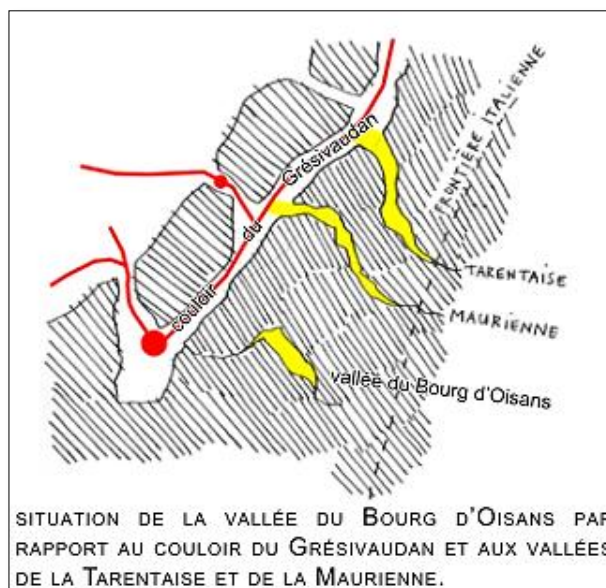 FRONTIÈRE ITALIENNE
couloir du Grésivaudan
TARENTAISE
MAURIENNE
vallée du Bourg d'Oisans
SITUATION DE LA VALLÉE DU BOURG D'OISANS PAR
RAPPORT AU COULOIR DU GRÉSIVAUDAN ET AUX VALLÉES
DE LA TARENTAISE ET DE LA MAURIENNE.